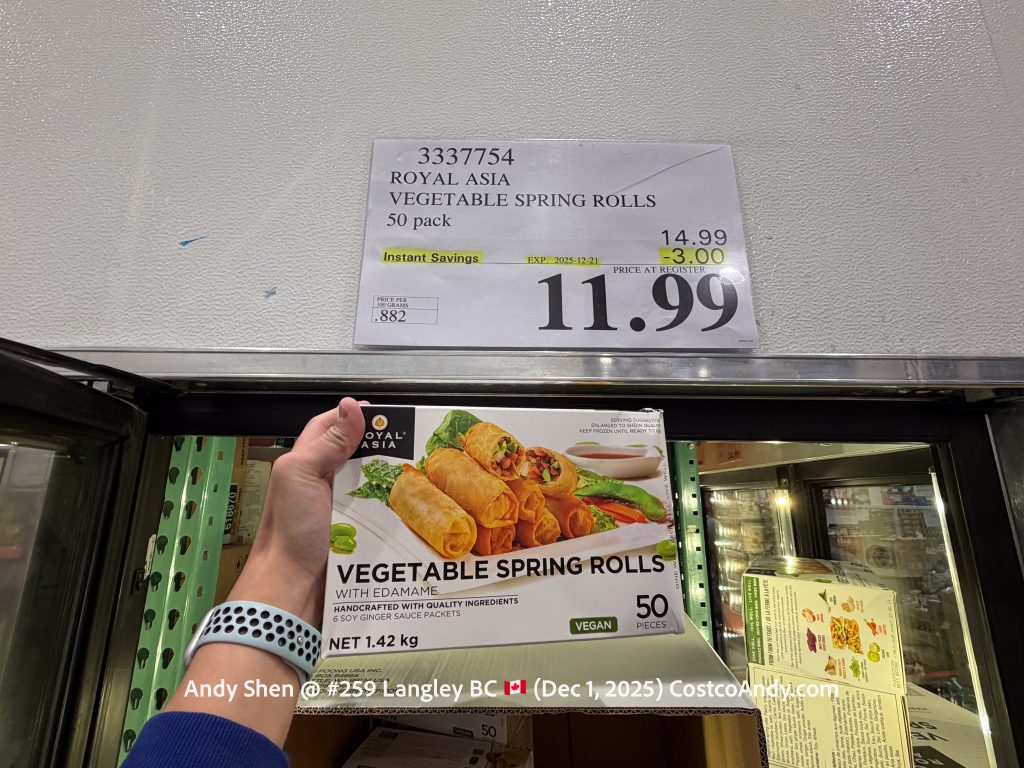 3337754
ROYAL ASIA
VEGETABLE SPRING ROLLS
50 pack
14.99
Instant Savings EXP. 2025-12-21 -3.00
PRICE AT REGISTER
11.99
PRICE PER
100 GRAMS
.882
ROYAL
ASIA
SERVING SUGGESTION
ENLARGED TO SHOW QUALITY
KEEP FROZEN UNTIL READY TO
VEGETABLE SPRING ROLLS
WITH EDAMAME
HANDCRAFTED WITH QUALITY INGREDIENTS
6 SOY GINGER SAUCE PACKETS
NET 1.42 kg
VEGAN
50
PIECES
618670
50
Andy Shen @ #259 Langley BC 🇨🇦 (Dec 1, 2025) CostcoAndy.com